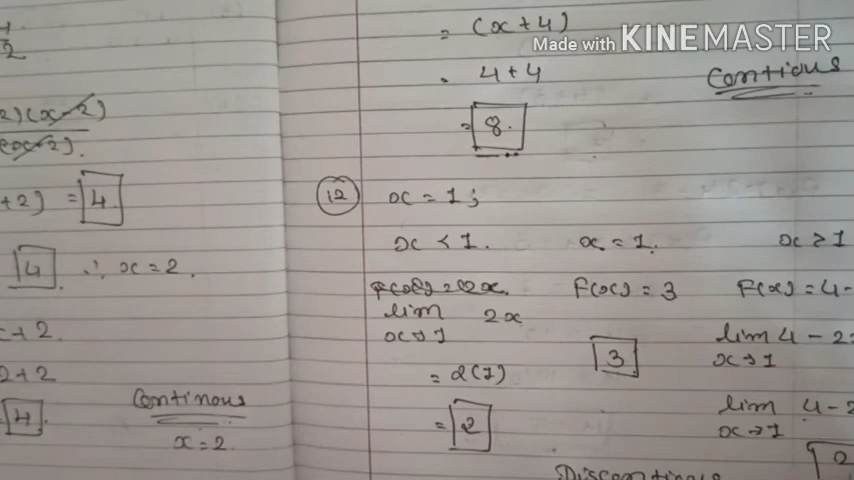 2)(x-2)
(x-2).
+2) = 4
4 ∴ x = 2.
x+2.
2+2
4.
Continous
x = 2
= (x+4)
Made with KINEMASTER
= 4+4
Contious
= 8.
12 x = 1;
x < 1. x = 1. x > 1
F(x) = 2x. F(x) = 3 F(x) = 4-
lim 2x
x→1
3
lim 4-2
x→1
= 2(1)
= 2
lim 4-2
x→1
2
Discontinous